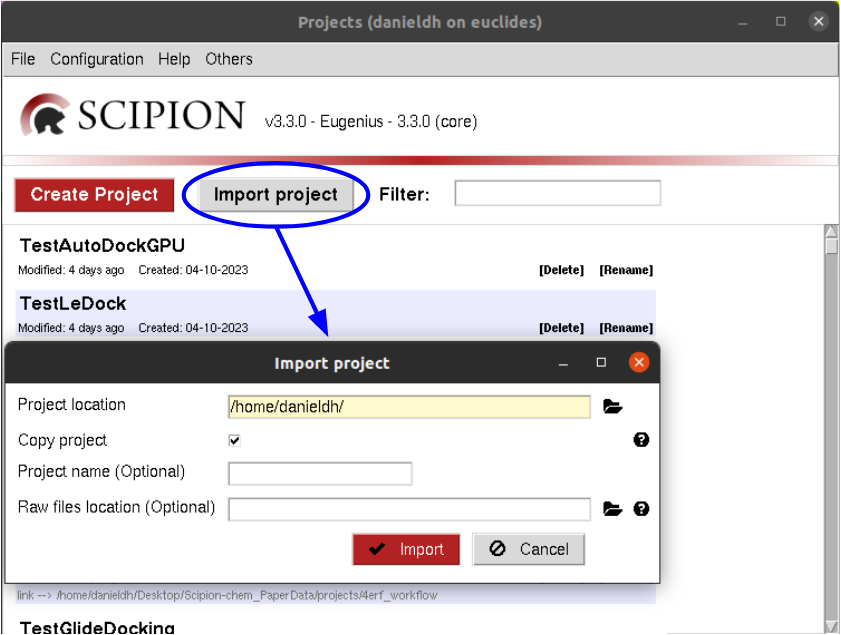 Projects (danieldh on euclides)
File Configuration Help Others
SCIPION v3.3.0 - Eugenius - 3.3.0 (core)
Create Project Import project Filter:
TestAutoDockGPU
Modified: 4 days ago Created: 04-10-2023 [Delete] [Rename]
TestLeDock
Modified: 4 days ago Created: 04-10-2023 [Delete] [Rename]
Import project
Project location /home/danieldh/
Copy project
Project name (Optional)
Raw files location (Optional)
Import Cancel
link --> /home/danieldh/Desktop/Scipion-chem_PaperData/projects/4erf_workflow
TestGlideDocking